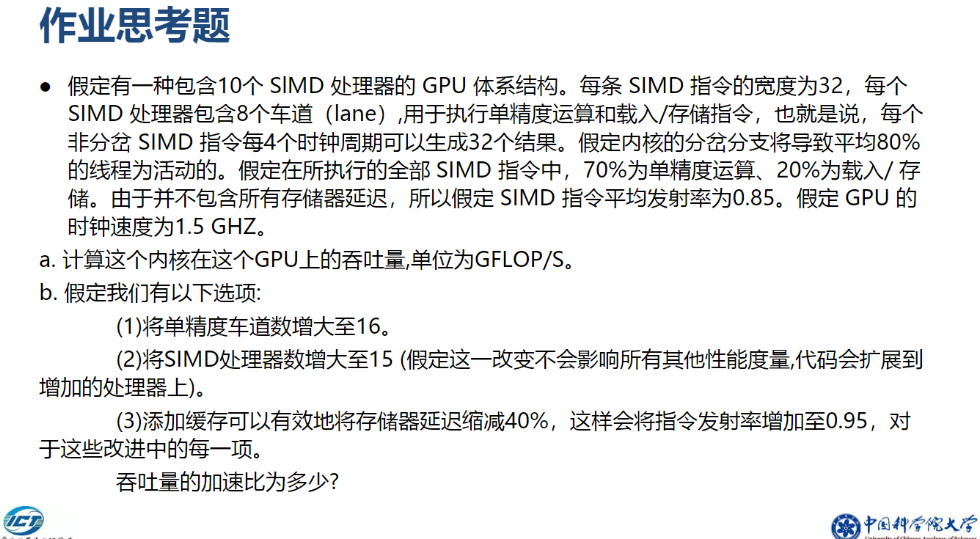 作业思考题
● 假定有一种包含10个 SIMD 处理器的 GPU 体系结构。每条 SIMD 指令的宽度为32，每个
SIMD 处理器包含8个车道（lane）,用于执行单精度运算和载入/存储指令，也就是说，每个
非分岔 SIMD 指令每4个时钟周期可以生成32个结果。假定内核的分岔分支将导致平均80%
的线程为活动的。假定在所执行的全部 SIMD 指令中，70%为单精度运算、20%为载入/ 存
储。由于并不包含所有存储器延迟，所以假定 SIMD 指令平均发射率为0.85。假定 GPU 的
时钟速度为1.5 GHZ。
a. 计算这个内核在这个GPU上的吞吐量,单位为GFLOP/S。
b. 假定我们有以下选项:
(1)将单精度车道数增大至16。
(2)将SIMD处理器数增大至15 (假定这一改变不会影响所有其他性能度量,代码会扩展到
增加的处理器上)。
(3)添加缓存可以有效地将存储器延迟缩减40%，这样会将指令发射率增加至0.95，对
于这些改进中的每一项。
吞吐量的加速比为多少?
ICT
中国科学院大学